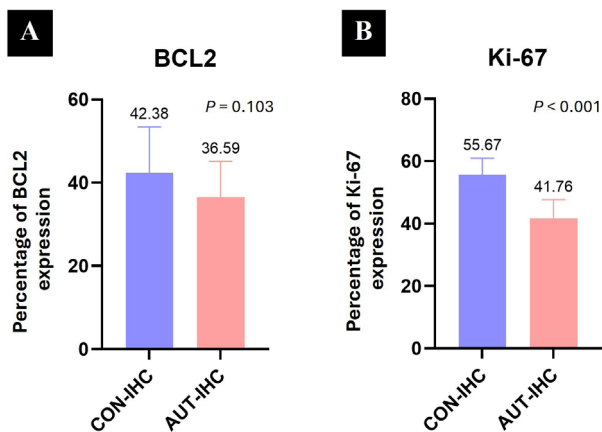 A
BCL2
Percentage of BCL2
expression
60
40
20
0
42.38
36.59
P = 0.103
CON-IHC
AUT-IHC
B
Ki-67
Percentage of Ki-67
expression
80
60
40
20
0
55.67
41.76
P < 0.001
CON-IHC
AUT-IHC